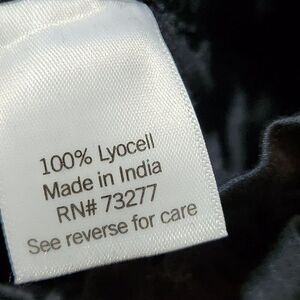 100% Lyocell
Made in India
RN# 73277
See reverse for care